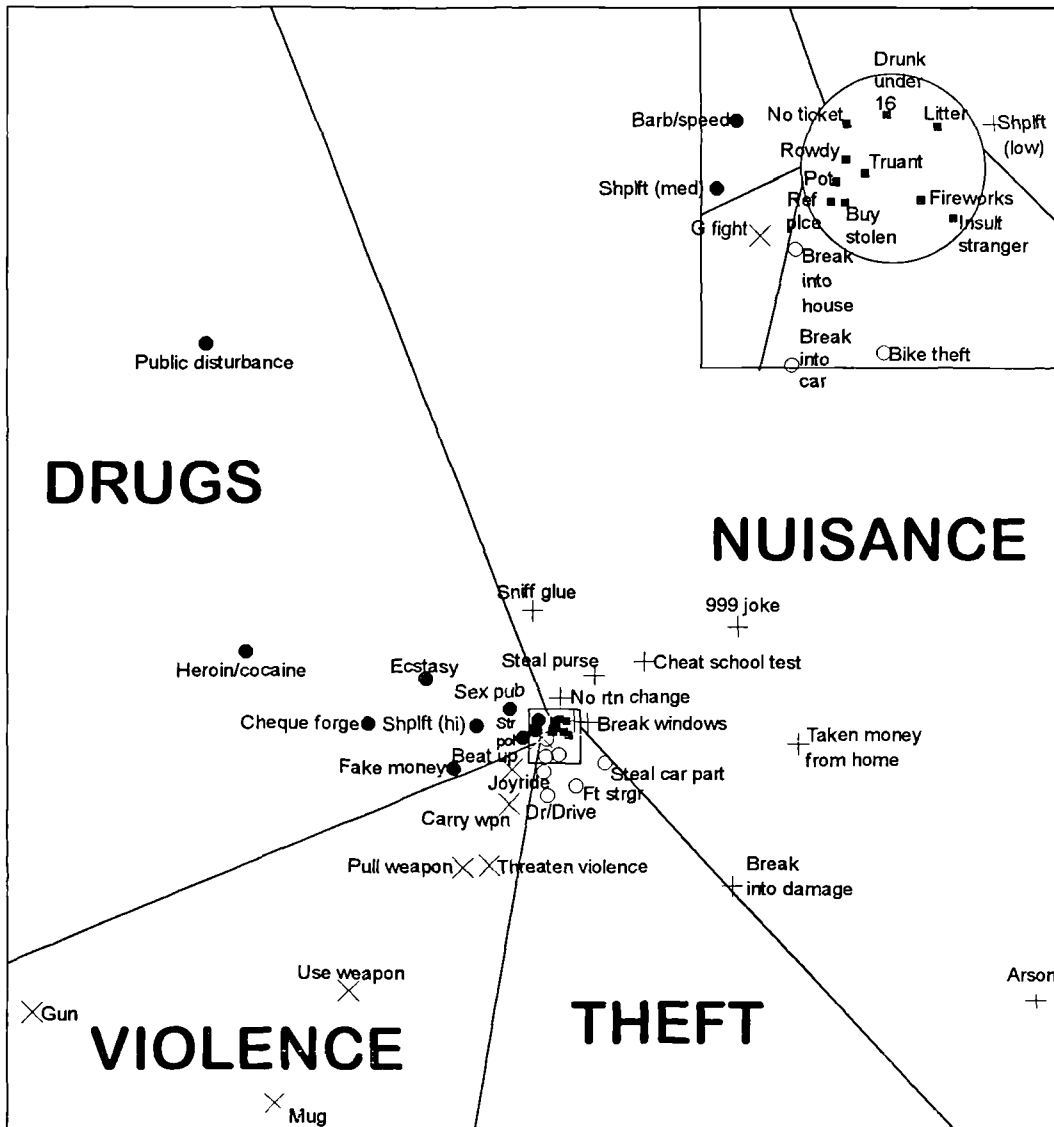 Drunk
under
16
No ticket
Litter
Barb/speed
Shplft
(low)
Rowdy
Truant
Shplft (med)
Pot
Ref
plce
Fireworks
Buy
stolen
Insult
stranger
G fight
Break
into
house
Break
into
car
Bike theft
Public disturbance
DRUGS
NUISANCE
Sniff glue
999 joke
Heroin/cocaine
Ecstasy
Steal purse
Cheat school test
Sex pub
No rtn change
Cheque forge
Shplft (hi)
Str
pol
Break windows
Taken money
from home
Beat up
Fake money
Joyride
Steal car part
Ft strgr
Carry wpn
Dr/Drive
Pull weapon
Threaten violence
Break
into damage
Use weapon
Arson
Gun
VIOLENCE
THEFT
Mug